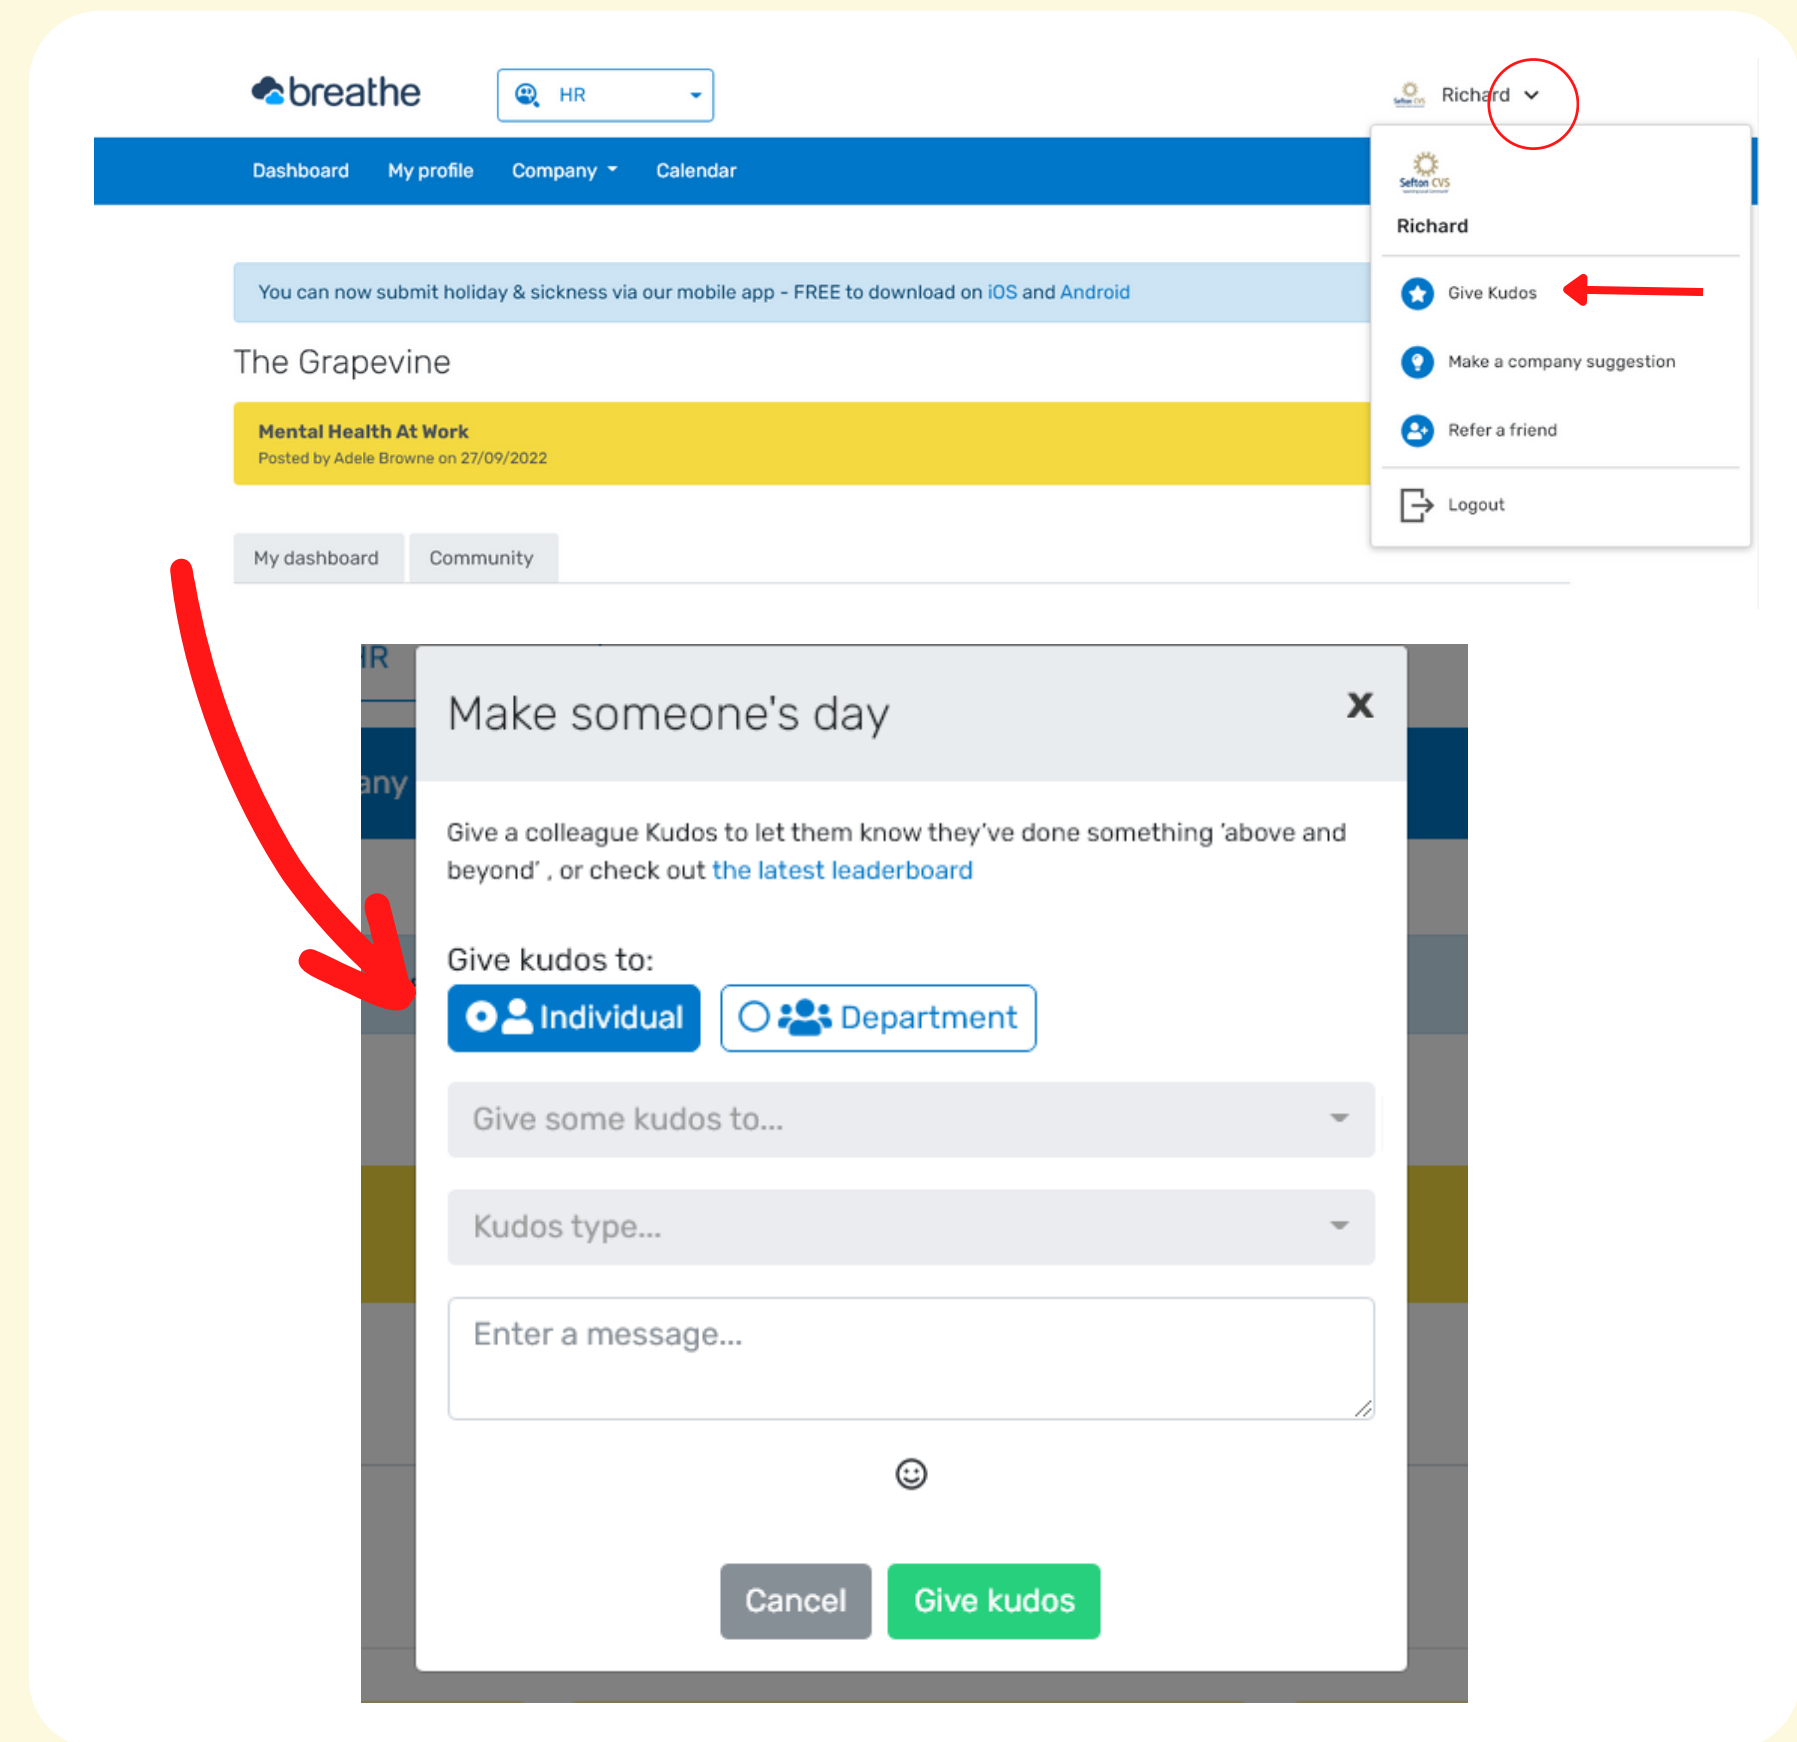 breathe
HR
Sefton CVS
Richard
Dashboard
My profile
Company
Calendar
Sefton CVS
Richard
You can now submit holiday & sickness via our mobile app - FREE to download on iOS and Android
Give Kudos
The Grapevine
Make a company suggestion
Mental Health At Work
Posted by Adele Browne on 27/09/2022
Refer a friend
Logout
My dashboard
Community
HR
Make someone's day
X
any
Give a colleague Kudos to let them know they've done something 'above and
beyond' , or check out the latest leaderboard
Give kudos to:
Individual
Department
Give some kudos to...
Kudos type...
Enter a message...
Cancel
Give kudos